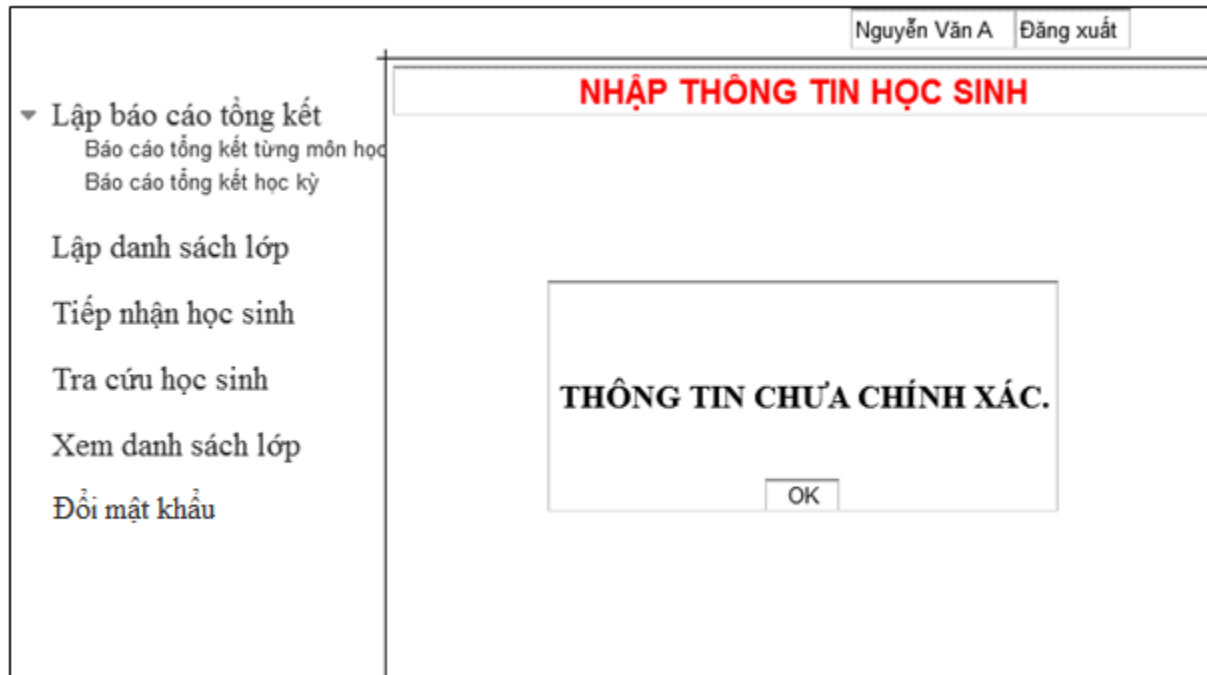 Nguyễn Văn A Đăng xuất
NHẬP THÔNG TIN HỌC SINH
Lập báo cáo tổng kết
Báo cáo tổng kết từng môn học
Báo cáo tổng kết học kỳ
Lập danh sách lớp
Tiếp nhận học sinh
Tra cứu học sinh
Xem danh sách lớp
Đổi mật khẩu
THÔNG TIN CHƯA CHÍNH XÁC.
OK